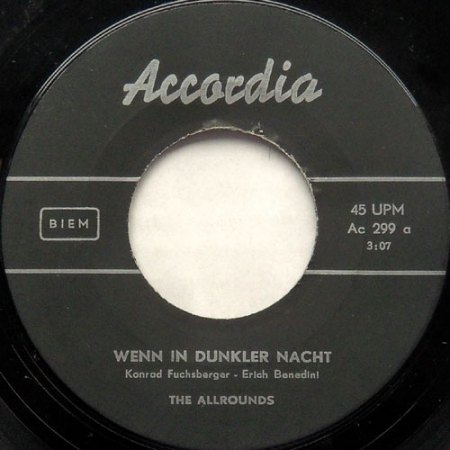 Accordia
BIEM
45 UPM
Ac 299 a
3:07
WENN IN DUNKLER NACHT
Konrad Fuchsberger - Erich Benedini
THE ALLROUNDS